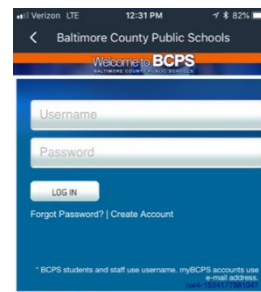 Verizon LTE 12:31 PM 82%
Baltimore County Public Schools
Welcome to BCPS
BALTIMORE COUNTY PUBLIC SCHOOLS
Username
Password
LOG IN
Forgot Password? | Create Account
* BCPS students and staff use username. myBCPS accounts use
e-mail address.